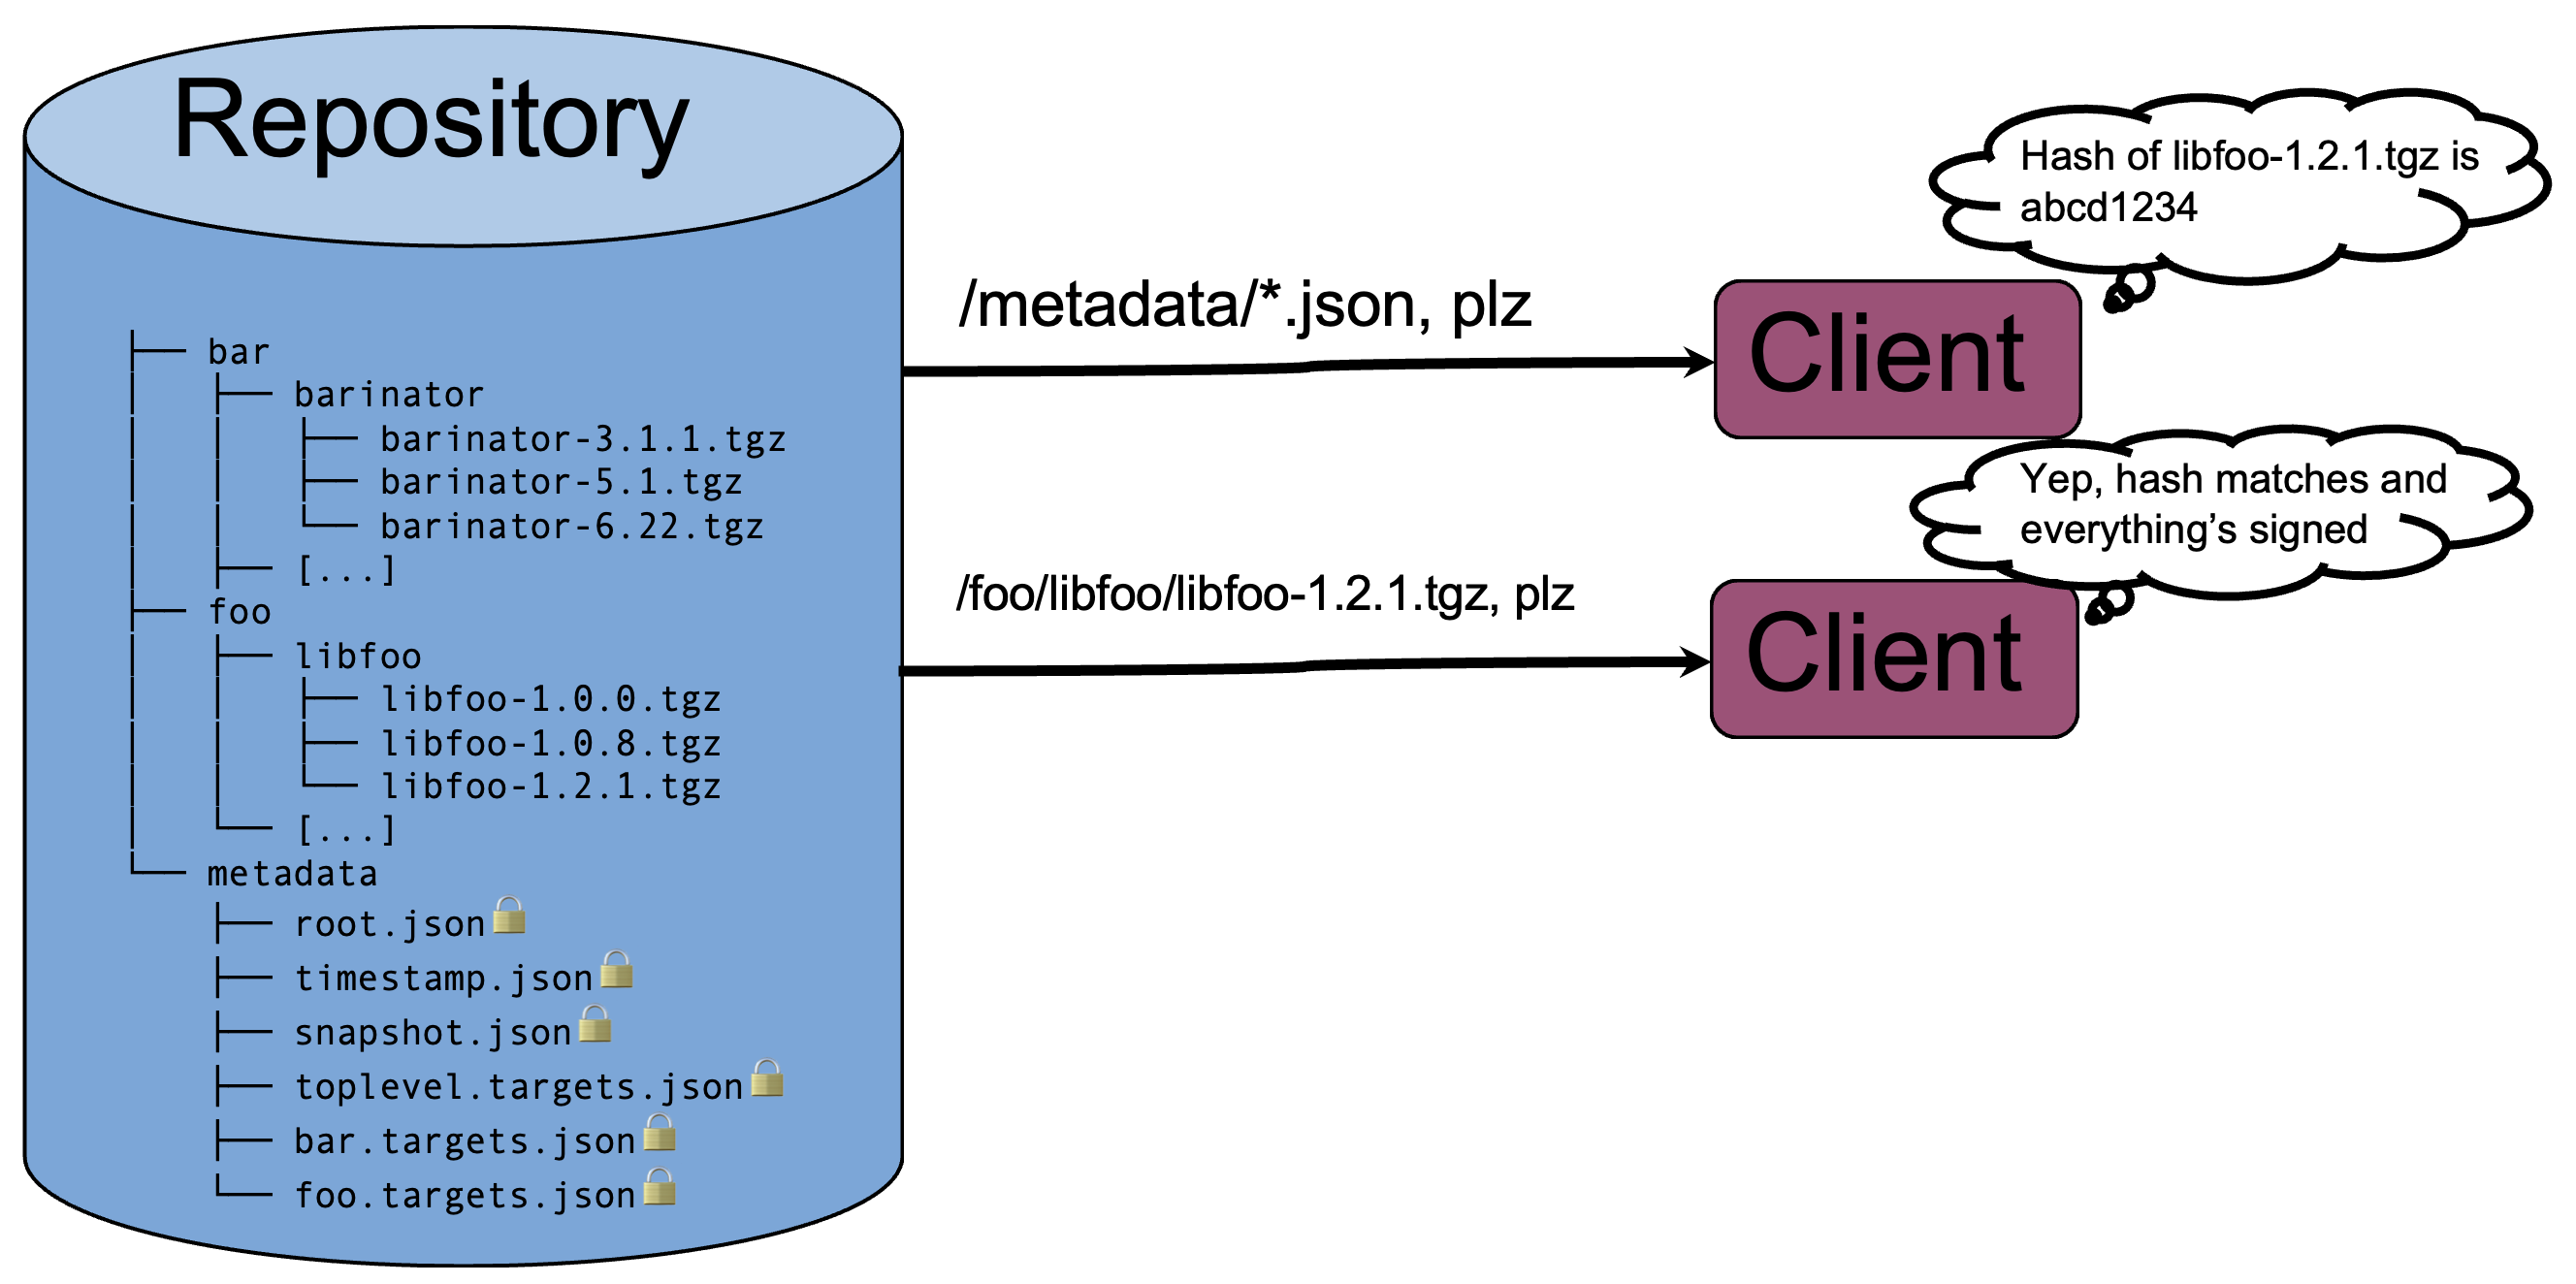 Repository
bar
barinator
barinator-3.1.1.tgz
barinator-5.1.tgz
barinator-6.22.tgz
[...]
foo
libfoo
libfoo-1.0.0.tgz
libfoo-1.0.8.tgz
libfoo-1.2.1.tgz
[...]
metadata
root.json
timestamp.json
snapshot.json
toplevel.targets.json
bar.targets.json
foo.targets.json
/metadata/*.json, plz
Client
Hash of libfoo-1.2.1.tgz is
abcd1234
/foo/libfoo/libfoo-1.2.1.tgz, plz
Client
Yep, hash matches and
everything’s signed